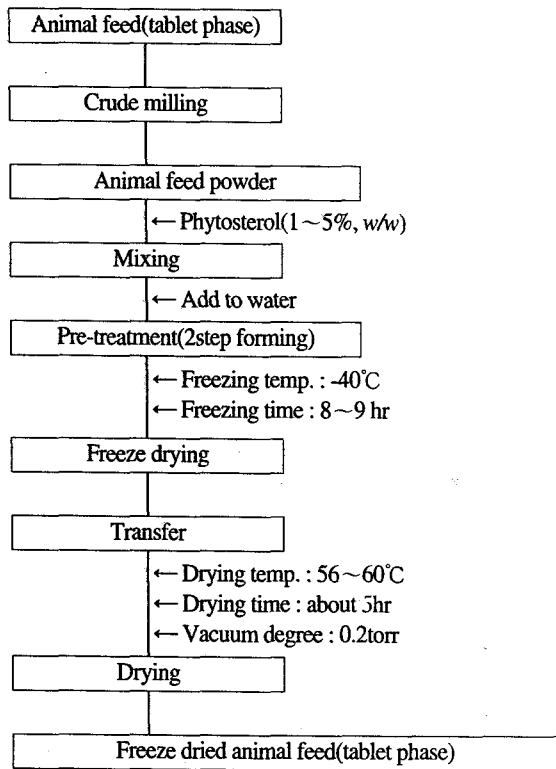 Animal feed(tablet phase)
Crude milling
Animal feed powder
←Phytosterol(1～5%, w/w)
Mixing
←Add to water
Pre-treatment(2step forming)
←Freezing temp. : -40℃
←Freezing time : 8～9 hr
Freeze drying
Transfer
←Drying temp. : 56～60℃
←Drying time : about 5hr
←Vacuum degree : 0.2torr
Drying
Freeze dried animal feed(tablet phase)